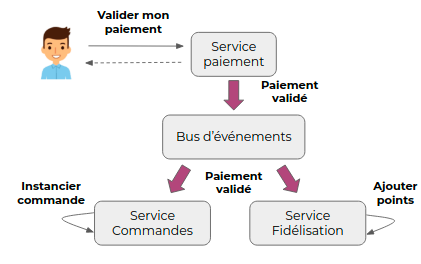 Valider mon
paiement
Service
paiement
Paiement
validé
Bus d'événements
Paiement
validé
Instancier
commande
Ajouter
points
Service
Commandes
Service
Fidélisation